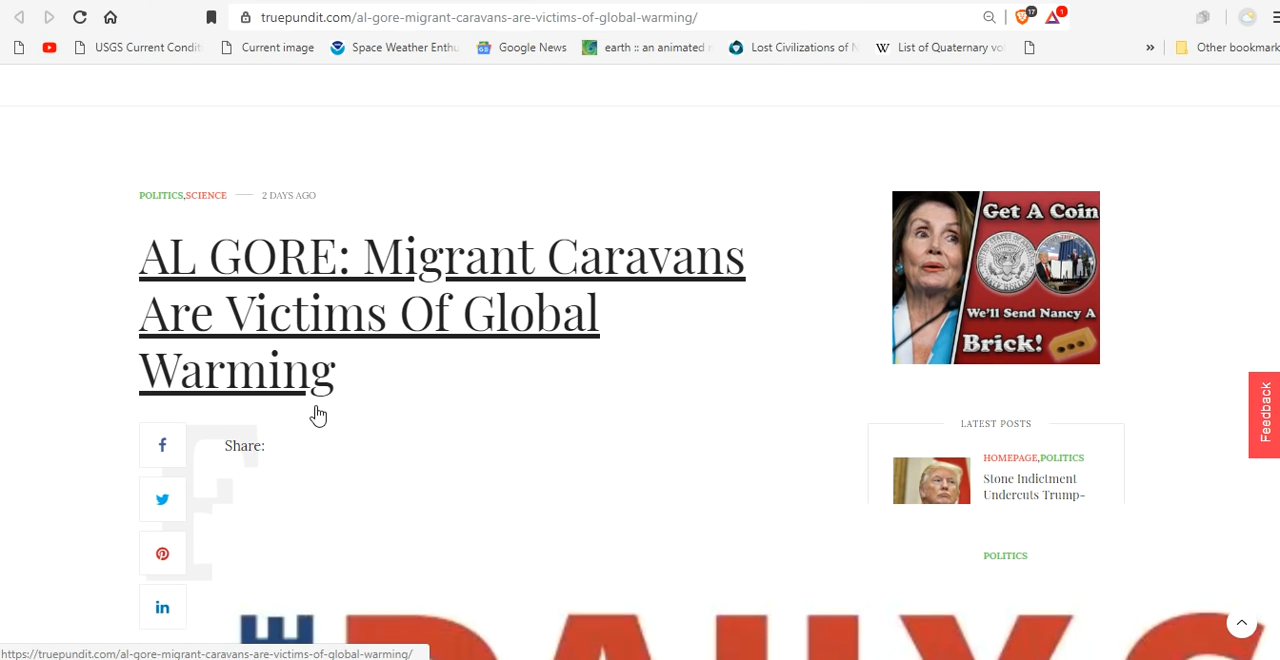 truepundit.com/al-gore-migrant-caravans-are-victims-of-global-warming/
17
1
USGS Current Condit
Current image
Space Weather Enthu
Google News
earth :: an animated
Lost Civilizations of N
W
List of Quaternary vo
»
Other bookmark
POLITICS,SCIENCE
2 DAYS AGO
AL GORE: Migrant Caravans
Are Victims Of Global
Warming
Get A Coin
We'll Send Nancy A
Brick!
Feedback
LATEST POSTS
Share:
HOMEPAGE,POLITICS
Stone Indictment
Undercuts Trump-
POLITICS
https://truepundit.com/al-gore-migrant-caravans-are-victims-of-global-warming/